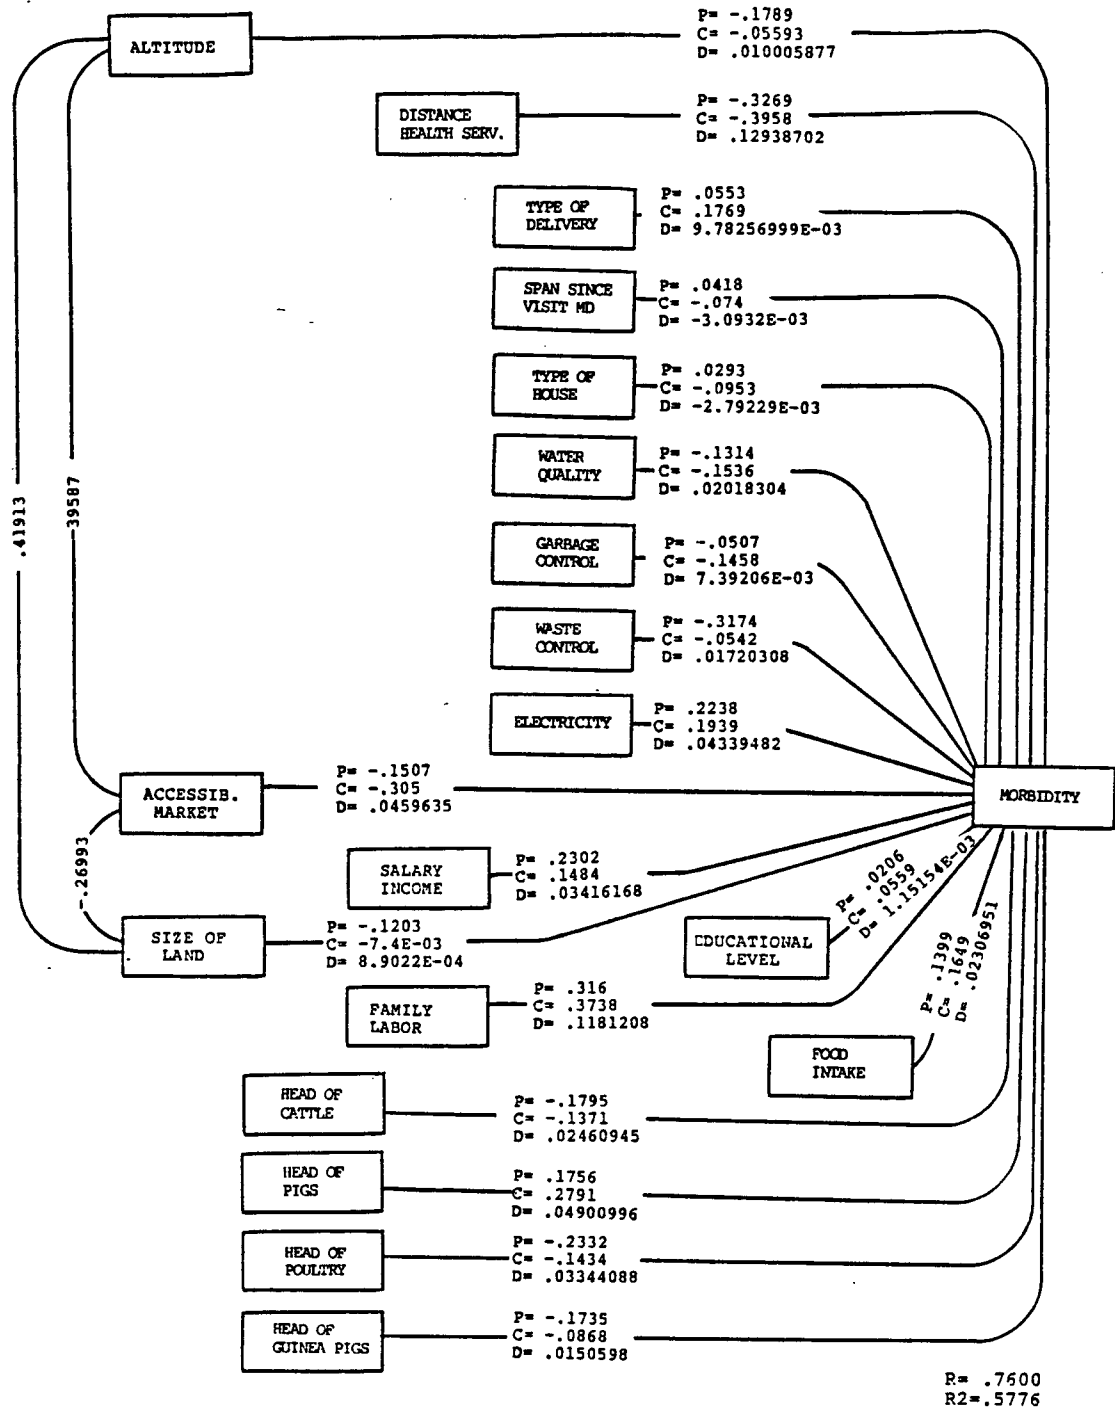 ALTITUDE
P= -.1789
C= -.05593
D= .010005877
DISTANCE
HEALTH SERV.
P= -.3269
C= -.3958
D= .12938702
TYPE OF
DELIVERY
P= .0553
C= .1769
D= 9.78256999E-03
SPAN SINCE
VISIT MD
P= .0418
C= -.074
D= -3.0932E-03
TYPE OF
HOUSE
P= .0293
C= -.0953
D= -2.79229E-03
WATER
QUALITY
P= -.1314
C= -.1536
D= .02018304
GARBAGE
CONTROL
P= -.0507
C= -.1458
D= 7.39206E-03
WASTE
CONTROL
P= -.3174
C= -.0542
D= .01720308
ELECTRICITY
P= .2238
C= .1939
D= .04339482
.41913
39587
-.26993
ACCESSIB.
MARKET
P= -.1507
C= -.305
D= .0459635
MORBIDITY
SALARY
INCOME
P= .2302
C= .1484
D= .03416168
SIZE OF
LAND
P= -.1203
C= -7.4E-03
D= 8.9022E-04
EDUCATIONAL
LEVEL
P= .0206
C= .0559
D= 1.15154E-03
FAMILY
LABOR
P= .316
C= .3738
D= .1181208
FOOD
INTAKE
P= .1399
C= .1649
D= .02306951
HEAD OF
CATTLE
P= -.1795
C= -.1371
D= .02460945
HEAD OF
PIGS
P= .1756
C= .2791
D= .04900996
HEAD OF
POULTRY
P= -.2332
C= -.1434
D= .03344088
HEAD OF
GUINEA PIGS
P= -.1735
C= -.0868
D= .0150598
R= .7600
R2=.5776